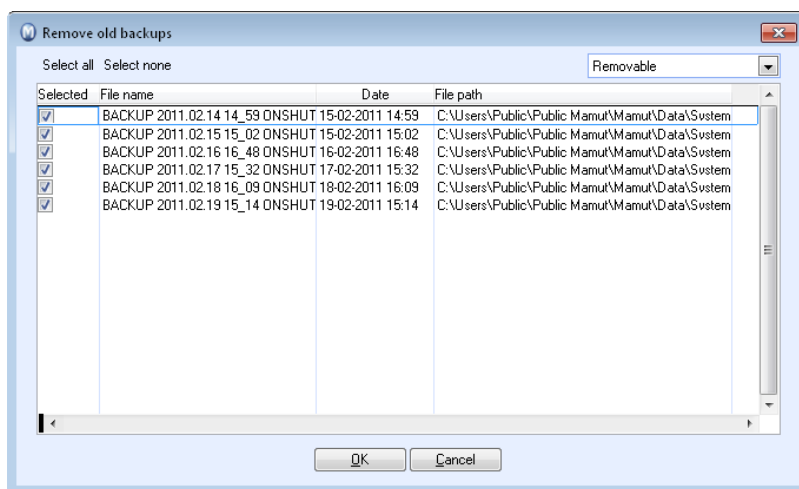 Remove old backups
Select all Select none Removable
Selected File name Date File path
BACKUP 2011.02.14 14_59 ONSHUT 15-02-2011 14:59 C:\Users\Public\Public Mamut\Mamut\Data\System
BACKUP 2011.02.15 15_02 ONSHUT 15-02-2011 15:02 C:\Users\Public\Public Mamut\Mamut\Data\System
BACKUP 2011.02.16 16_48 ONSHUT 16-02-2011 16:48 C:\Users\Public\Public Mamut\Mamut\Data\System
BACKUP 2011.02.17 15_32 ONSHUT 17-02-2011 15:32 C:\Users\Public\Public Mamut\Mamut\Data\System
BACKUP 2011.02.18 16_09 ONSHUT 18-02-2011 16:09 C:\Users\Public\Public Mamut\Mamut\Data\System
BACKUP 2011.02.19 15_14 ONSHUT 19-02-2011 15:14 C:\Users\Public\Public Mamut\Mamut\Data\System
OK Cancel